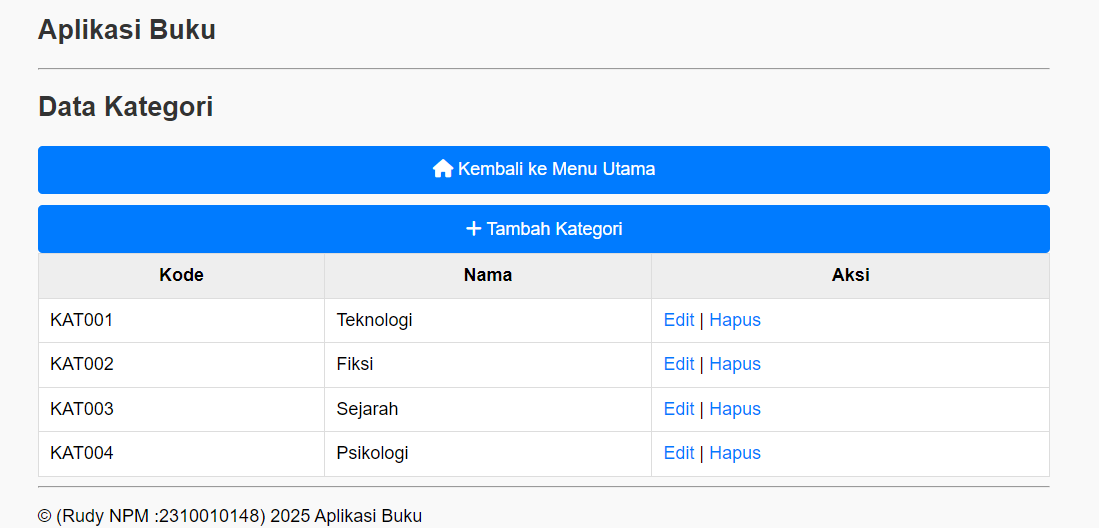 Aplikasi Buku
Data Kategori
Kembali ke Menu Utama
+ Tambah Kategori
Kode Nama Aksi
KAT001 Teknologi Edit | Hapus
KAT002 Fiksi Edit | Hapus
KAT003 Sejarah Edit | Hapus
KAT004 Psikologi Edit | Hapus
© (Rudy NPM :2310010148) 2025 Aplikasi Buku